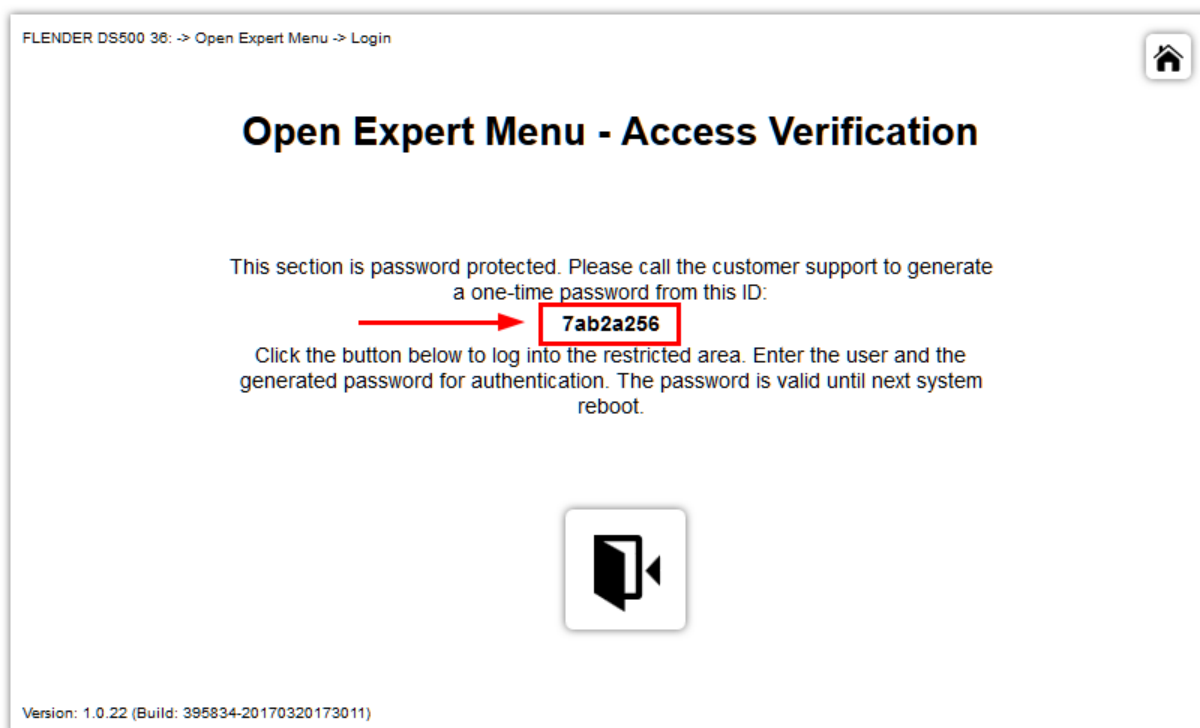 FLENDER DS500 36: -> Open Expert Menu -> Login
Open Expert Menu - Access Verification
This section is password protected. Please call the customer support to generate
a one-time password from this ID:
7ab2a256
Click the button below to log into the restricted area. Enter the user and the
generated password for authentication. The password is valid until next system
reboot.
Version: 1.0.22 (Build: 395834-20170320173011)